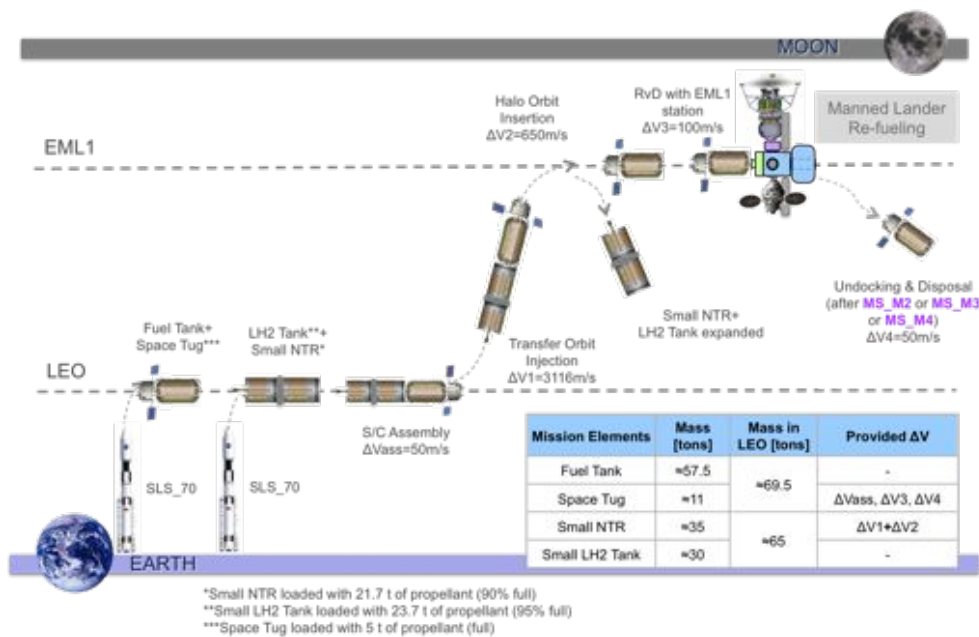 MOON
Halo Orbit
Insertion
ΔV2=650m/s
RvD with EML1
station
ΔV3=100m/s
Manned Lander
Re-fueling
EML1
Undocking & Disposal
(after MS_M2 or MS_M3
or MS_M4)
ΔV4=50m/s
Small NTR+
LH2 Tank expanded
Fuel Tank+
Space Tug***
LH2 Tank**+
Small NTR*
Transfer Orbit
Injection
ΔV1=3116m/s
LEO
S/C Assembly
ΔVass=50m/s
SLS_70
SLS_70
Mission Elements Mass [tons] Mass in LEO [tons] Provided ΔV
Fuel Tank ≈57.5 ≈69.5 -
Space Tug ≈11 ΔVass, ΔV3, ΔV4
Small NTR ≈35 ≈65 ΔV1+ΔV2
Small LH2 Tank ≈30 -
EARTH
*Small NTR loaded with 21.7 t of propellant (90% full)
**Small LH2 Tank loaded with 23.7 t of propellant (95% full)
***Space Tug loaded with 5 t of propellant (full)